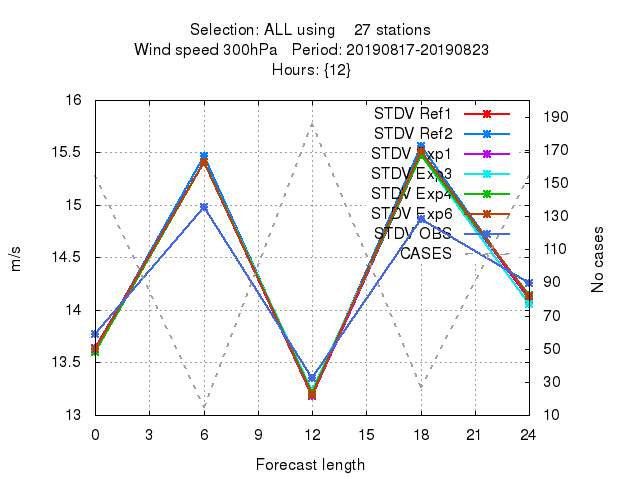 Selection: ALL using    27 stations
Wind speed 300hPa   Period: 20190817-20190823
Hours: {12}
16
15.5
15
14.5
14
13.5
13
m/s
190
170
150
130
110
90
70
50
30
10
No cases
STDV Ref1
STDV Ref2
STDV Exp1
STDV Exp3
STDV Exp4
STDV Exp6
STDV OBS
CASES
0 3 6 9 12 15 18 21 24
Forecast length